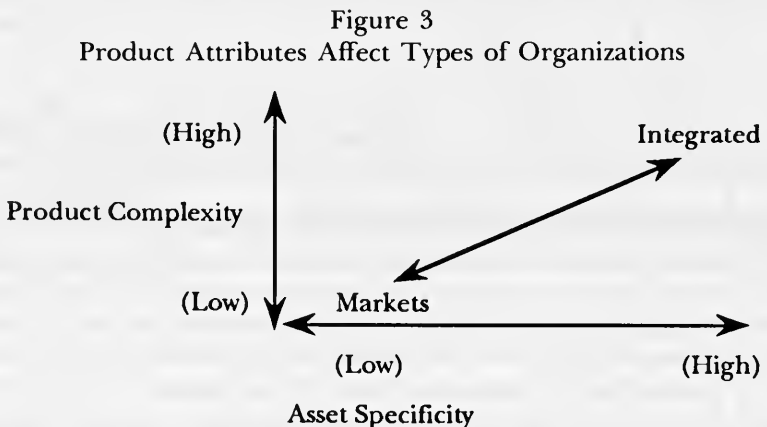 Figure 3
Product Attributes Affect Types of Organizations
(High)
Integrated
Product Complexity
(Low)
Markets
(Low)
(High)
Asset Specificity